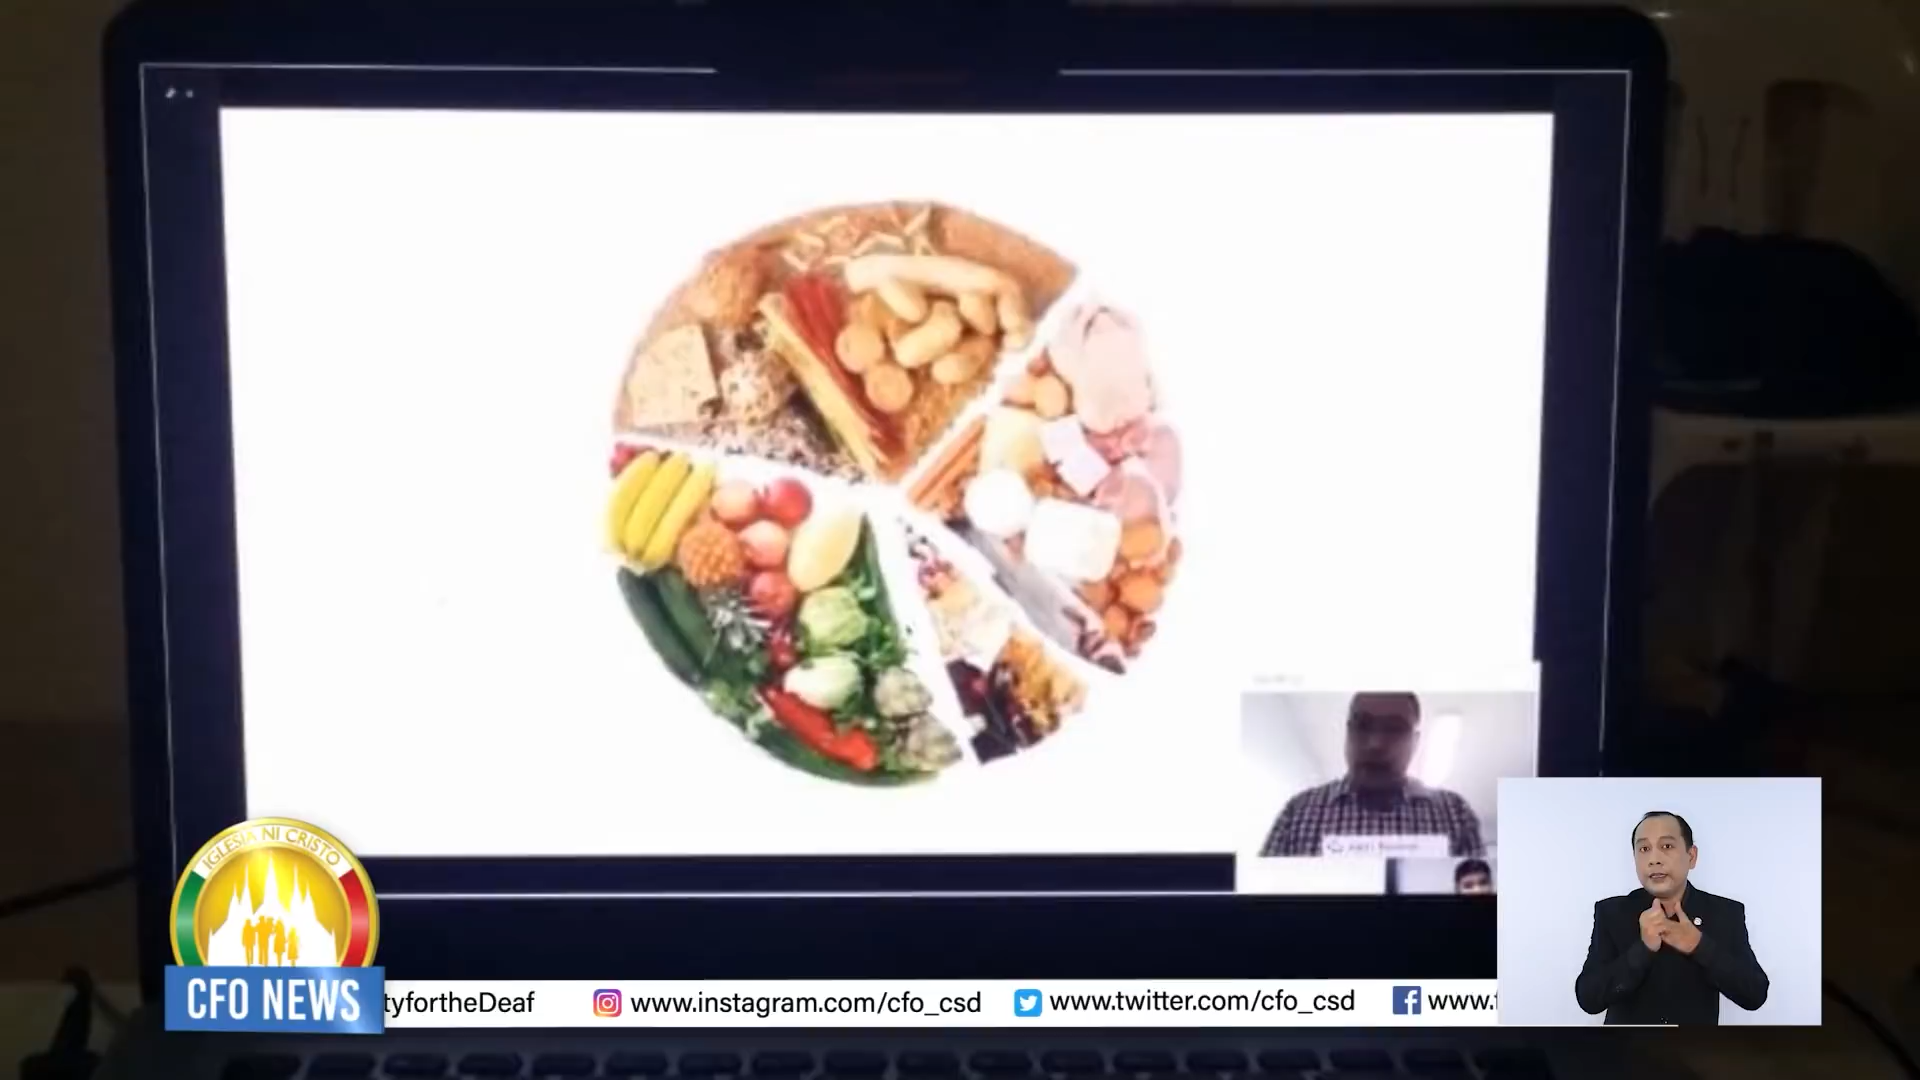 IGLESIA NI CRISTO
CFO NEWS
tyfortheDeaf
www.instagram.com/cfo_csd
www.twitter.com/cfo_csd
www.